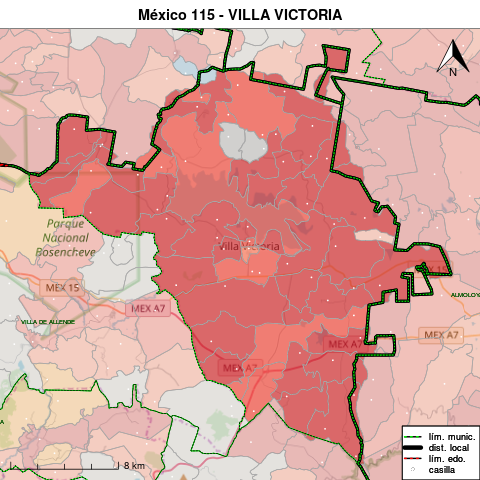 México 115 - VILLA VICTORIA
N
Parque
Nacional
Bosencheve
Villa Victoria
MEX 15
MEX A7
VILLA DE ALLENDE
MEX A7
MEX A7
MEX A7
ALMOLOY
8 km
lím. munic.
dist. local
lím. edo.
casilla